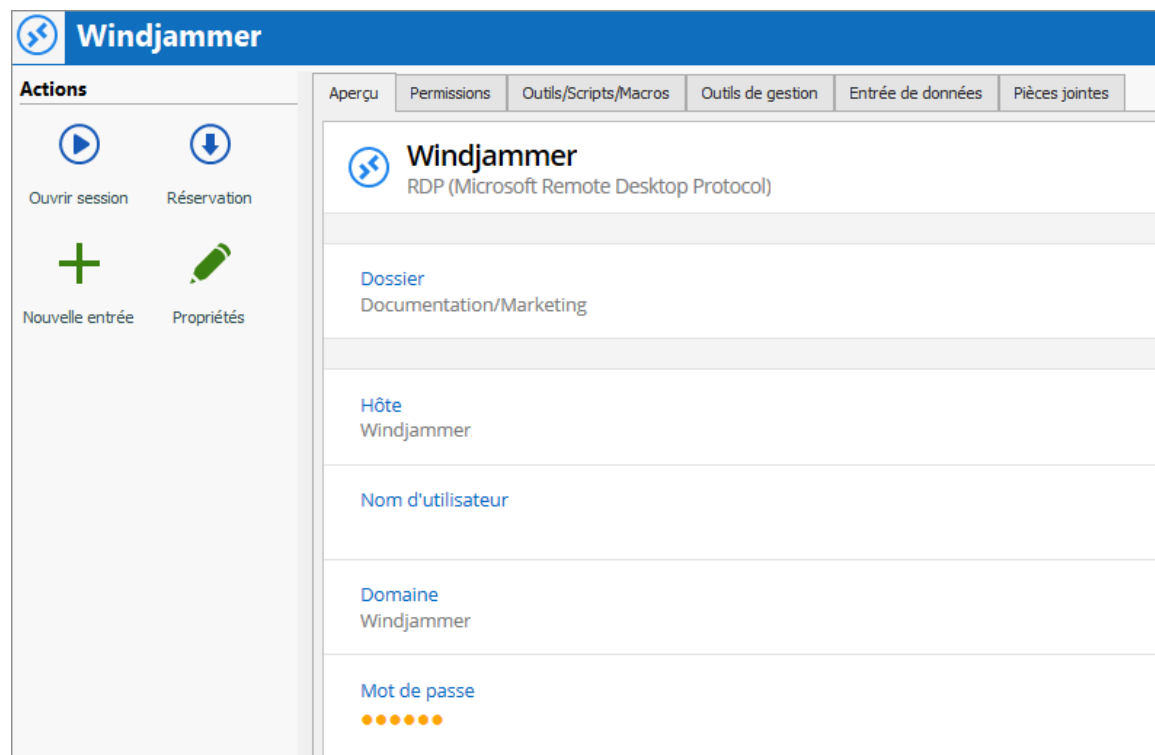 Windjammer
Actions
Ouvrir session
Réservation
Nouvelle entrée
Propriétés
Aperçu
Permissions
Outils/Scripts/Macros
Outils de gestion
Entrée de données
Pièces jointes
Windjammer
RDP (Microsoft Remote Desktop Protocol)
Dossier
Documentation/Marketing
Hôte
Windjammer
Nom d'utilisateur
Domaine
Windjammer
Mot de passe
●●●●●●